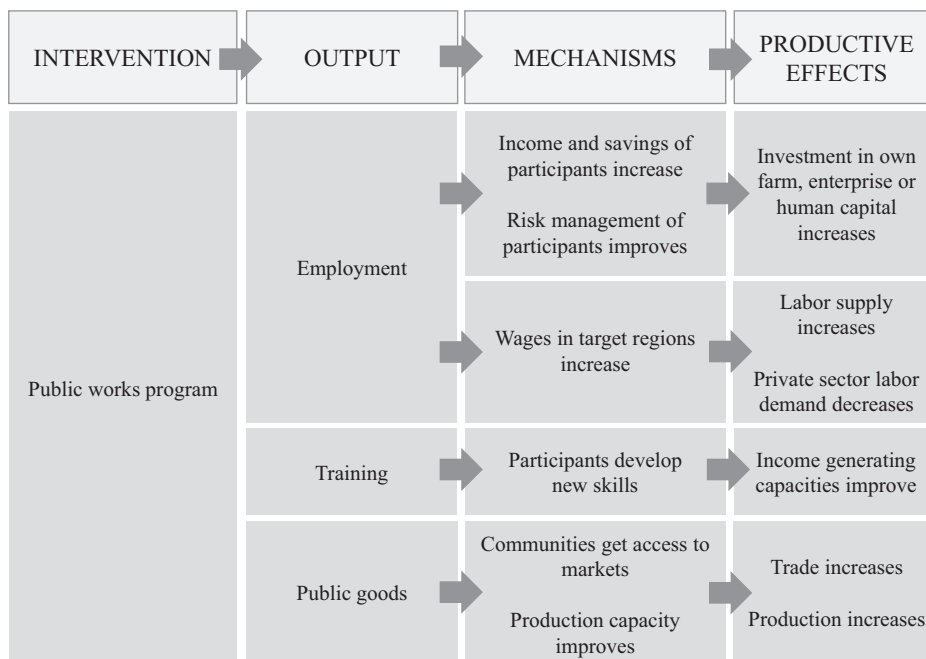 INTERVENTION
OUTPUT
MECHANISMS
PRODUCTIVE
EFFECTS
Public works program
Employment
Income and savings of
participants increase
Risk management of
participants improves
Investment in own
farm, enterprise or
human capital
increases
Wages in target regions
increase
Labor supply
increases
Private sector labor
demand decreases
Training
Participants develop
new skills
Income generating
capacities improve
Public goods
Communities get access to
markets
Production capacity
improves
Trade increases
Production increases